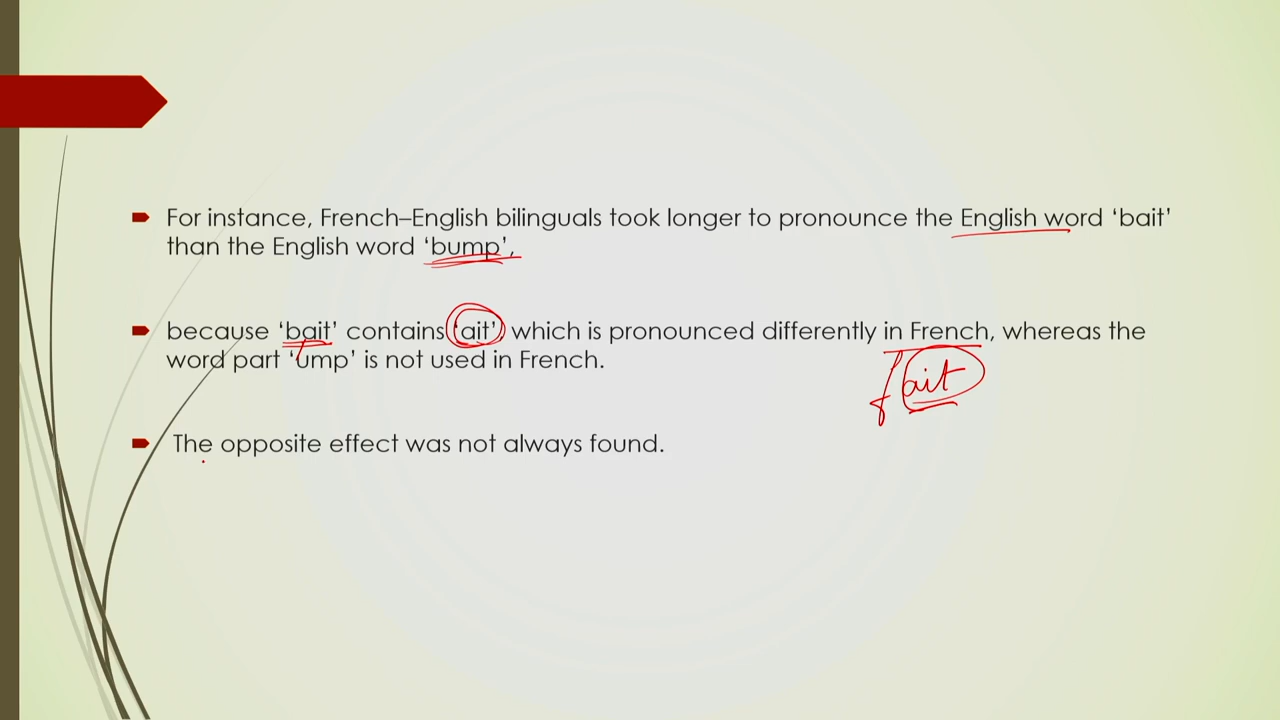 For instance, French–English bilinguals took longer to pronounce the English word ‘bait’
than the English word ‘bump’,
because ‘bait’ contains ‘ait’, which is pronounced differently in French, whereas the
word part ‘ump’ is not used in French.
fait
The opposite effect was not always found.